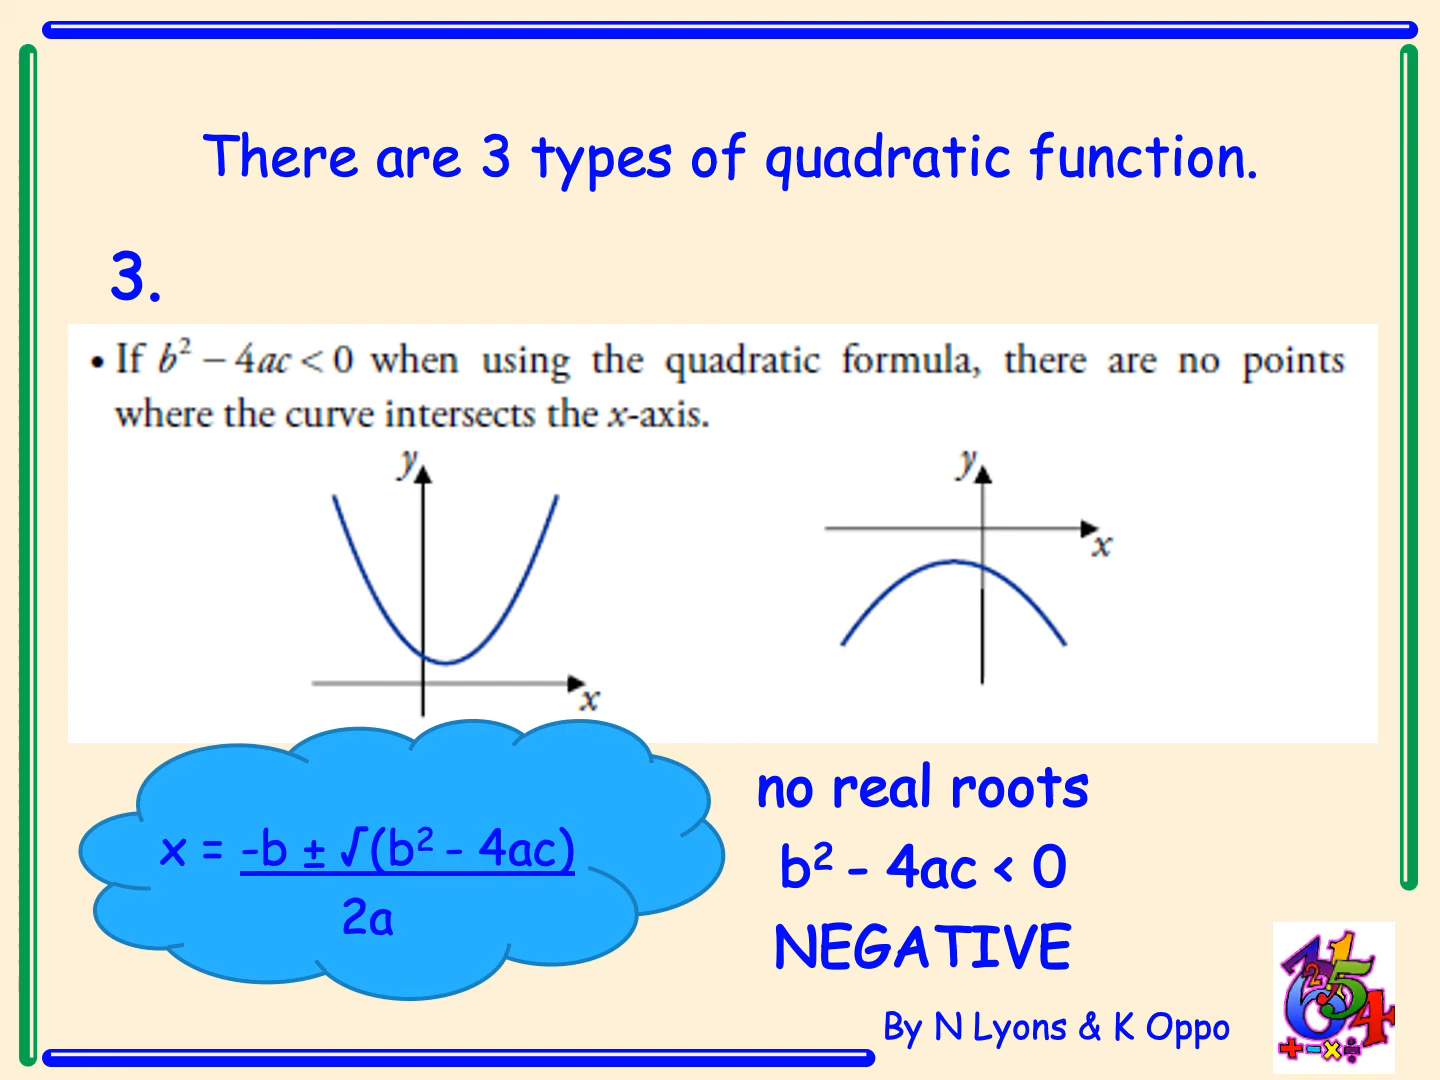 There are 3 types of quadratic function.
3.
• If b² – 4ac < 0 when using the quadratic formula, there are no points
where the curve intersects the x-axis.
y
x
y
x
x = -b ± √(b² - 4ac)
2a
no real roots
b² - 4ac < 0
NEGATIVE
By N Lyons & K Oppo